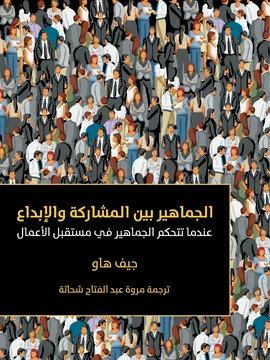 الجماهير بين المشاركة والإبداع
عندما تتحكم الجماهير في مستقبل الأعمال
جيف هاو
ترجمة مروة عبد الفتاح شحاتة